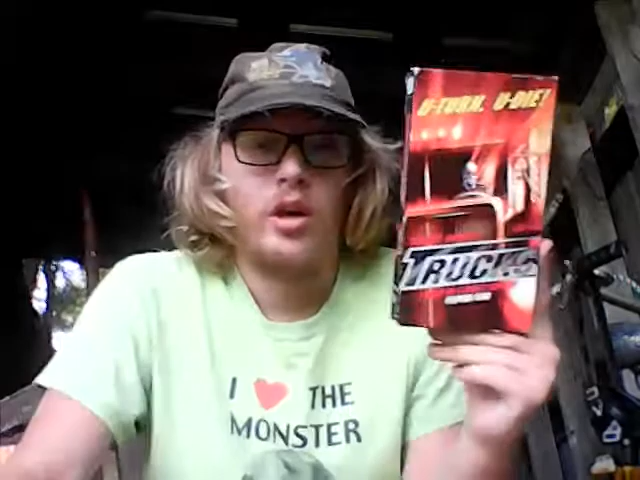 U-TURN. U-DIE!
TRUCKS
I ❤ THE
MONSTER